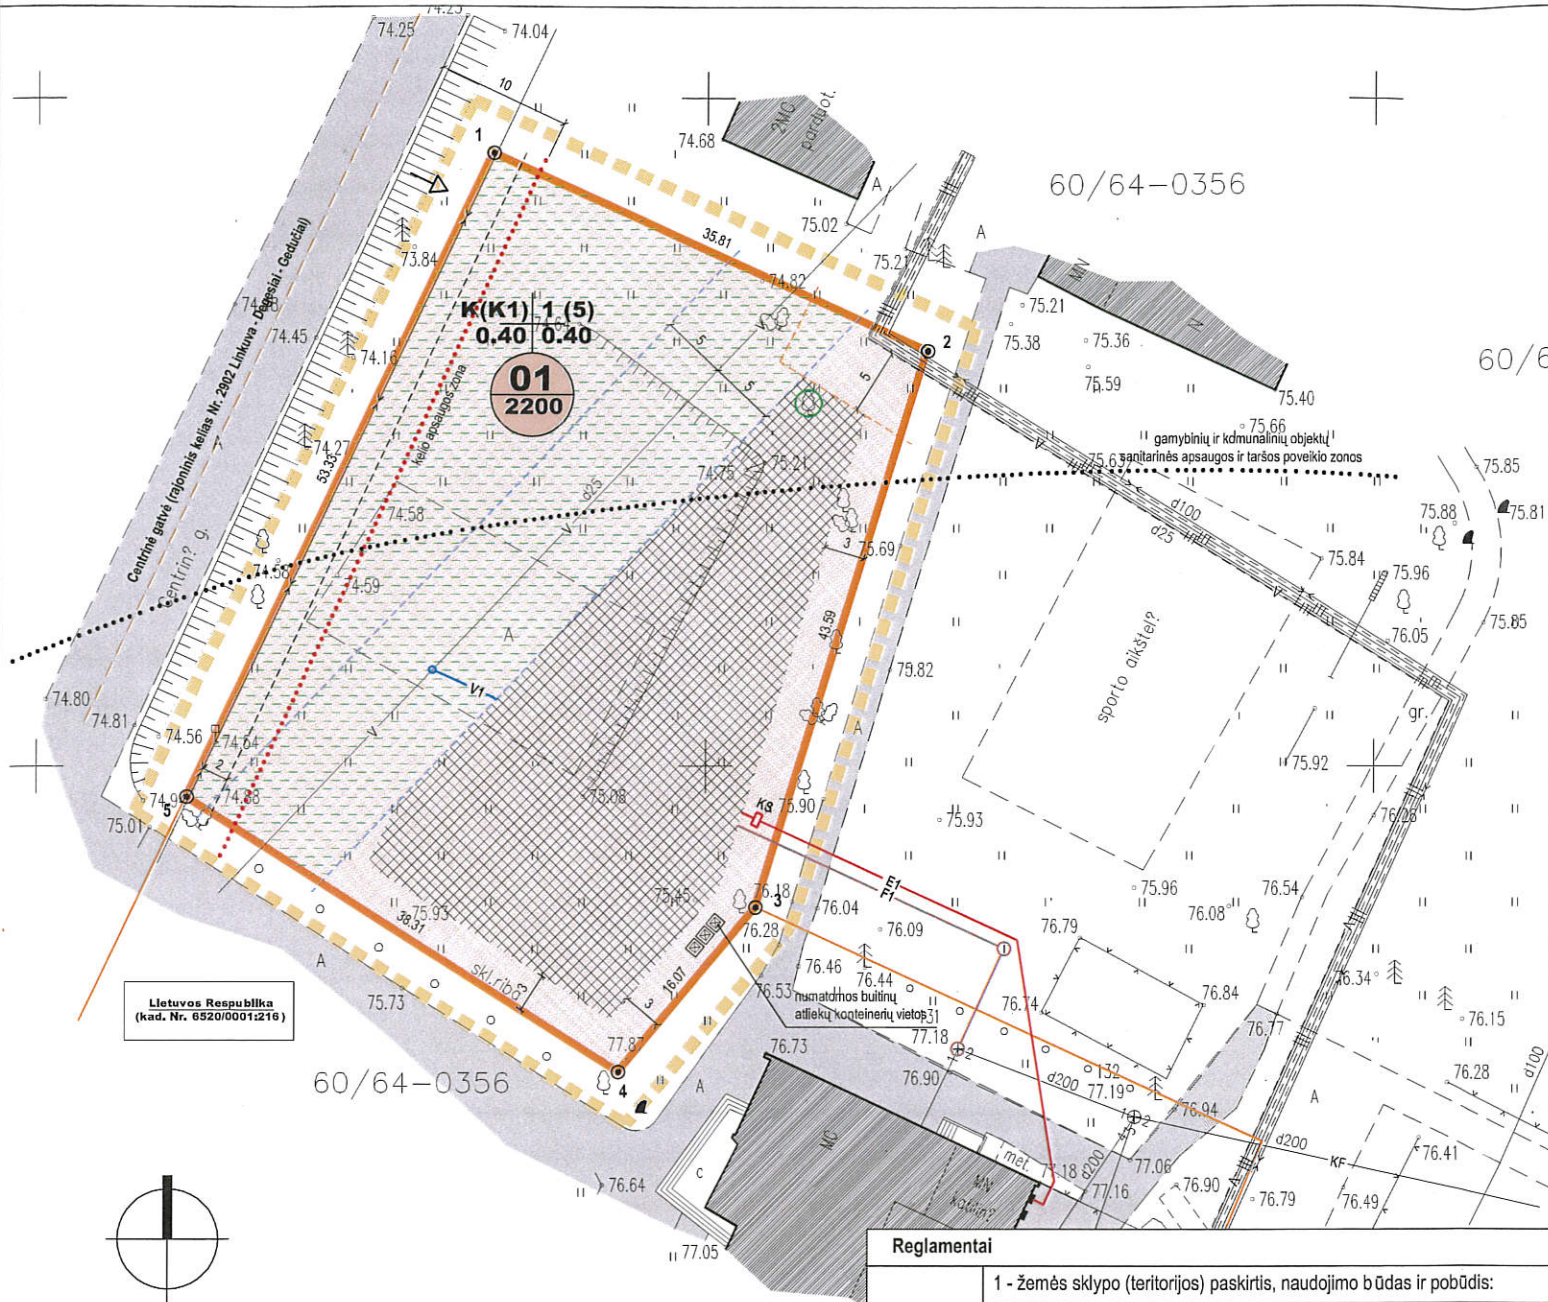 74.25
74.25
74.04
10
1
74.68
2MC
parduot.
A
60/64-0356
75.02
35.81
A
75.21
73.84
74.82
MN
N
75.21
75.38
75.36
75.59
75.40
60/6
K(K1) 1 (5)
0.40 0.40
01
2200
74.45
74.16
5
5
5
2
Centrinė gatvė (rajoninis kelias Nr. 2902 Linkuva - Degesiai - Gedučiai)
Centrin? g.
A
kelio apsaugos zona
53.33
74.27
75.66
gamybinių ir komunalinių objektų
sanitarinės apsaugos ir taršos poveikio zonos
75.63
74.75
75.21
75.85
75.81
75.88
d25
V
74.58
d100
d25
V
3
75.69
75.84
75.96
74.58
74.59
A
43.59
V
75.85
76.05
75.82
sporto aikštel?
74.80
V1
74.81
74.56
74.54
V
A
gr.
75.92
2
74.88
5
75.01
75.08
K8
75.90
75.93
76.28
E1
F1
76.18
3
76.04
75.96
76.54
76.08
75.45
75.93
38.31
76.28
76.09
76.79
A
skl.riba
16.07
76.46
76.44
76.34
A
75.73
3
3
76.53
numatomos buitinų
atliekų konteinerių vietos
76.74
76.84
76.77
76.15
Lietuvos Respublika
(kad. Nr. 6520/0001:216)
77.87
77.18
76.73
60/64-0356
4
A
76.90
d200
132
77.19
76.94
A
76.28
d100
MC
C
met.
77.18
d200
77.06
d200
KF
76.41
76.64
MN
katilin?
77.16
76.90
76.79
76.49
77.05
Reglamentai
1 - žemės sklypo (teritorijos) paskirtis, naudojimo būdas ir pobūdis: